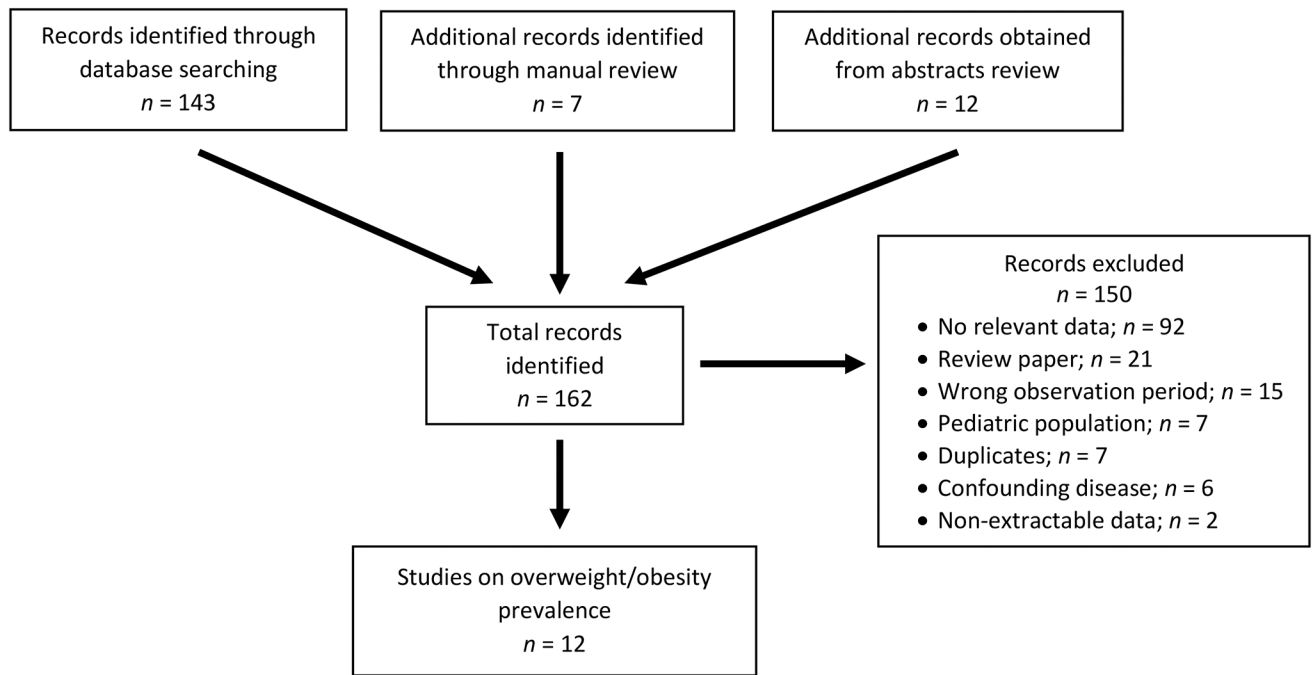 Records identified through
database searching
n = 143
Additional records identified
through manual review
n = 7
Additional records obtained
from abstracts review
n = 12
Total records
identified
n = 162
Records excluded
n = 150
• No relevant data; n = 92
• Review paper; n = 21
• Wrong observation period; n = 15
• Pediatric population; n = 7
• Duplicates; n = 7
• Confounding disease; n = 6
• Non-extractable data; n = 2
Studies on overweight/obesity
prevalence
n = 12